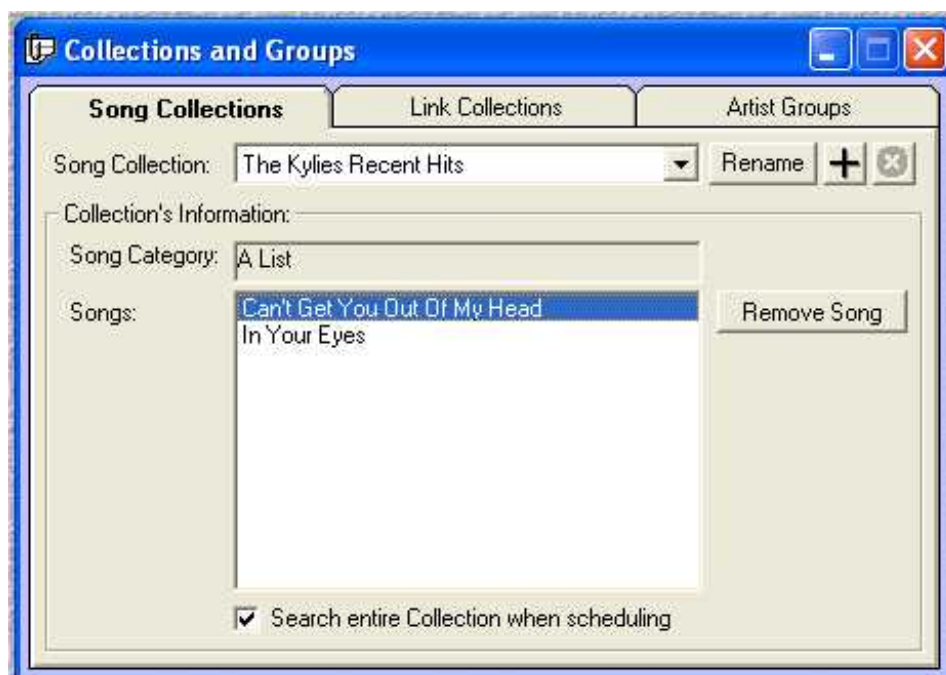 Collections and Groups
Song Collections Link Collections Artist Groups
Song Collection: The Kylies Recent Hits Rename
Collection's Information:
Song Category: A List
Songs: Can't Get You Out Of My Head Remove Song
In Your Eyes
Search entire Collection when scheduling